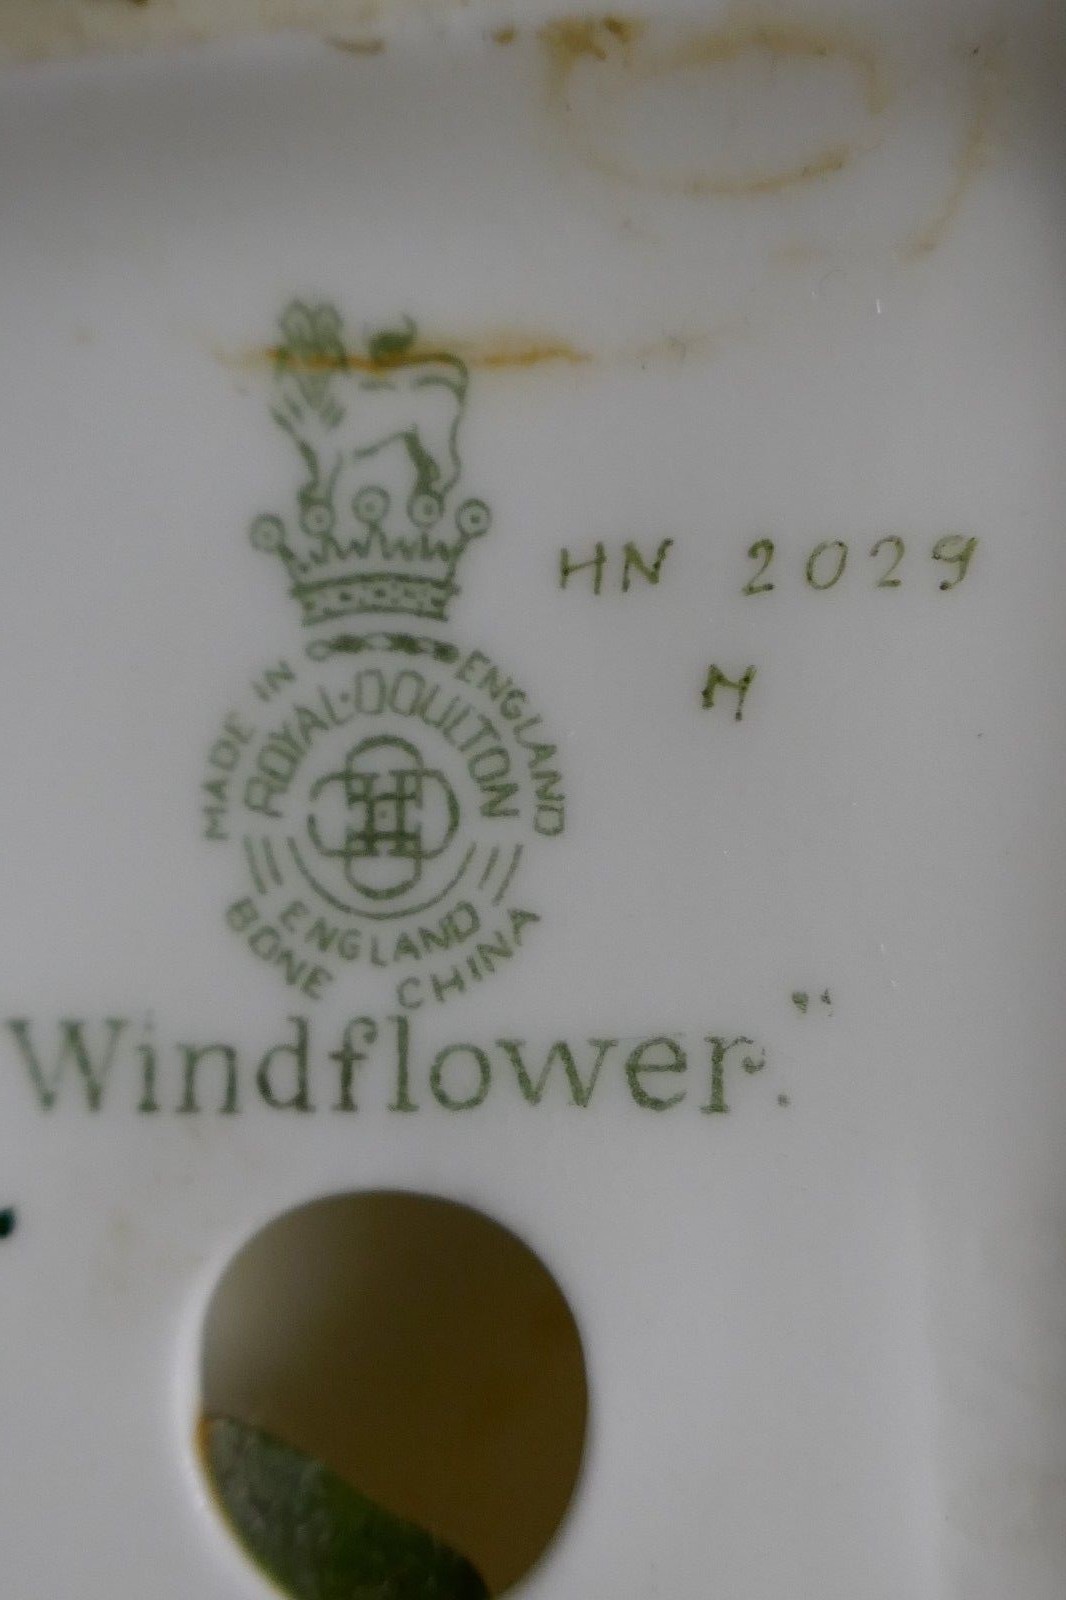 HN 2029
M
MADE IN ENGLAND
ROYAL·DOULTON
ENGLAND
BONE CHINA
Windflower."